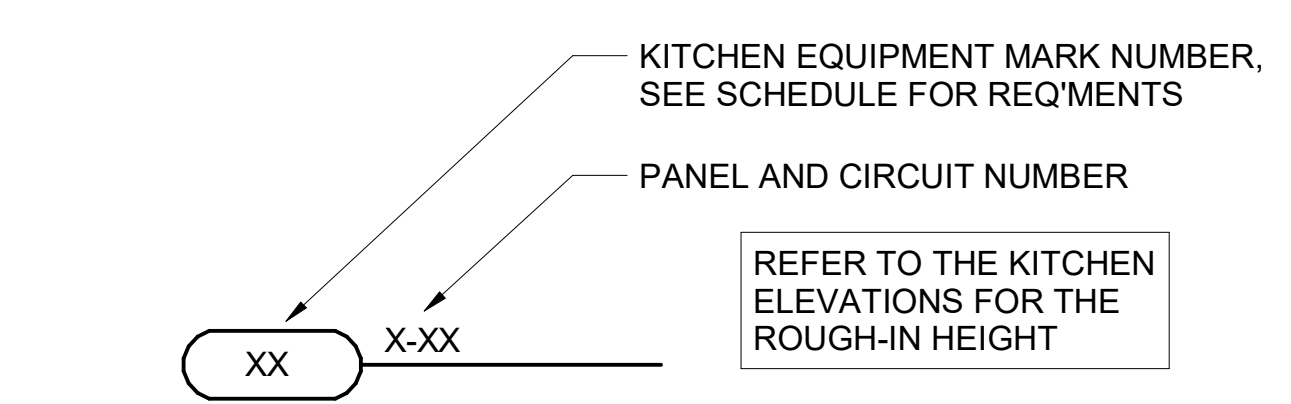 KITCHEN EQUIPMENT MARK NUMBER,
SEE SCHEDULE FOR REQ'MENTS
PANEL AND CIRCUIT NUMBER
REFER TO THE KITCHEN
ELEVATIONS FOR THE
ROUGH-IN HEIGHT
X-XX
XX